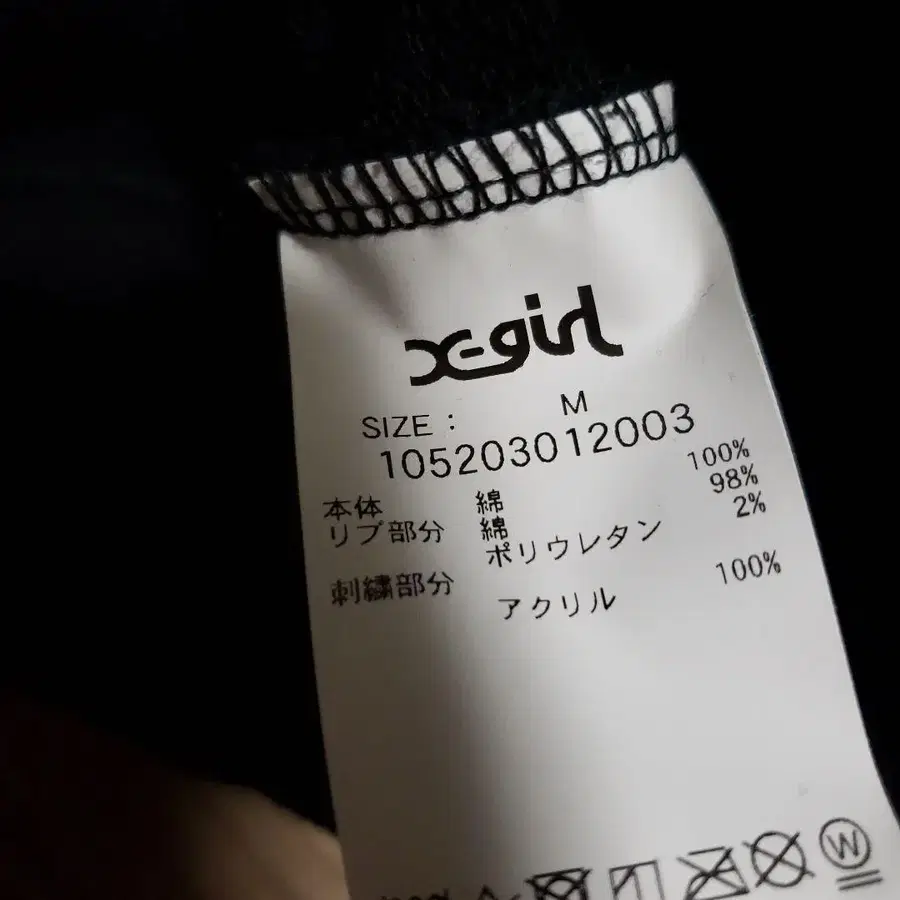 X-girl
SIZE : M
105203012003
本体 綿 100%
リブ部分 綿 98%
ポリウレタン 2%
刺繍部分
アクリル 100%
W